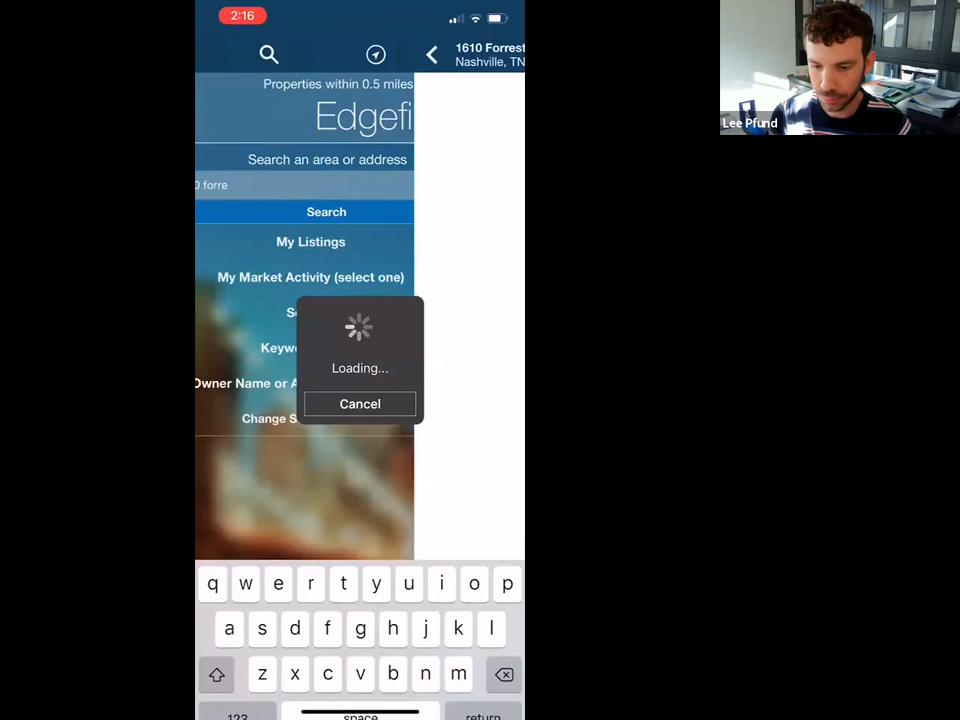 2:16
1610 Forrest
Nashville, TN
Properties within 0.5 miles
Edgefi
Search an area or address
0 forre
Search
My Listings
My Market Activity (select one)
Se
Keyw
Owner Name or A
Change S
Loading...
Cancel
q w e r t y u i o p
a s d f g h j k l
z x c v b n m
123 space return
Lee Pfund